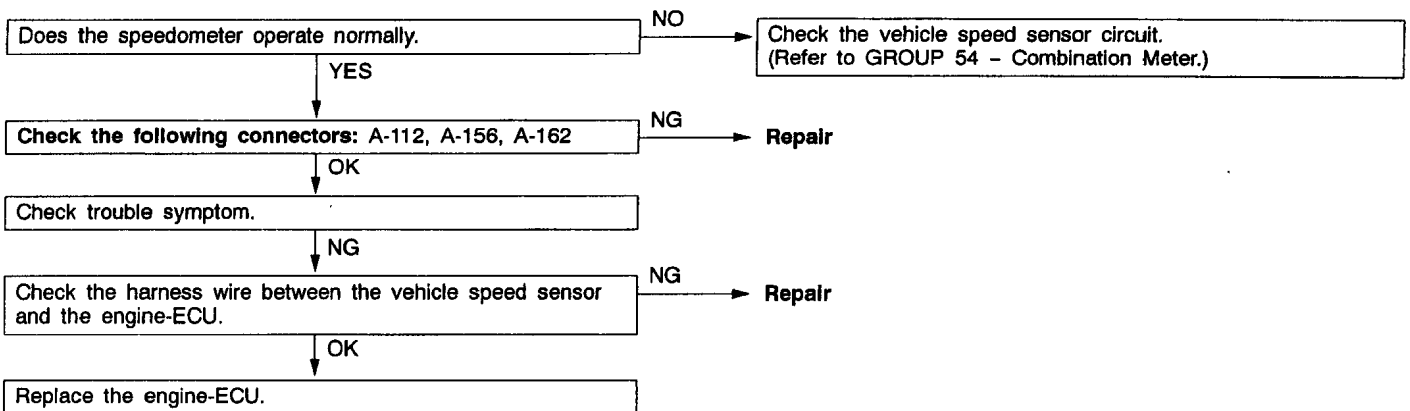 Does the speedometer operate normally.
NO
Check the vehicle speed sensor circuit.
(Refer to GROUP 54 – Combination Meter.)
YES
Check the following connectors: A-112, A-156, A-162
NG
Repair
OK
Check trouble symptom.
NG
Check the harness wire between the vehicle speed sensor
and the engine-ECU.
NG
Repair
OK
Replace the engine-ECU.